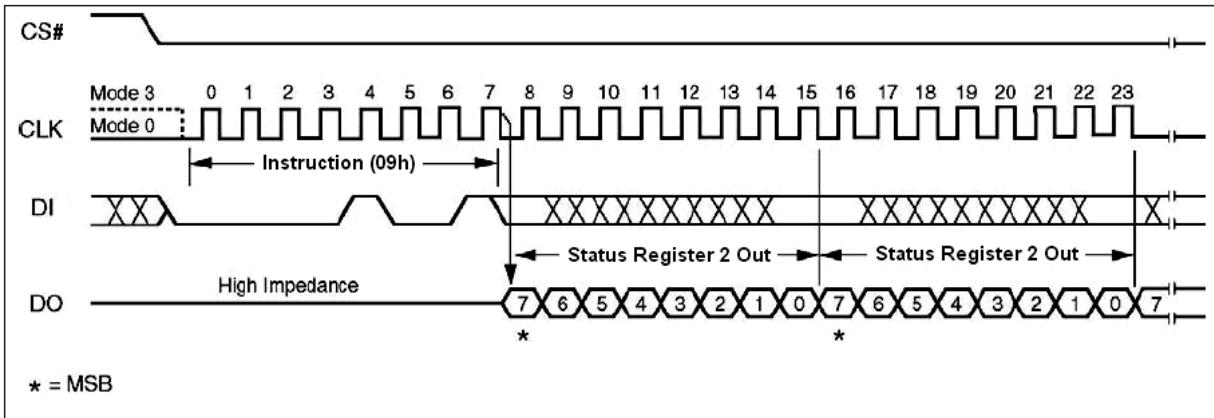 CS#
Mode 3
0 1 2 3 4 5 6 7 8 9 10 11 12 13 14 15 16 17 18 19 20 21 22 23
CLK
Mode 0
Instruction (09h)
DI
Status Register 2 Out
Status Register 2 Out
High Impedance
DO
7 6 5 4 3 2 1 0 7 6 5 4 3 2 1 0 7
* *
* = MSB